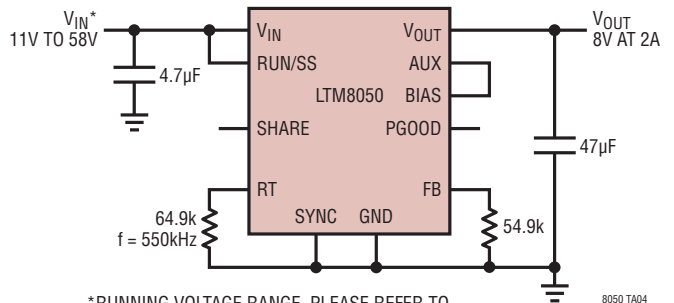 VIN*
11V TO 58V
VOUT
8V AT 2A
VIN
VOUT
RUN/SS
AUX
4.7µF
LTM8050
BIAS
SHARE
PGOOD
47µF
RT
FB
64.9k
f = 550kHz
SYNC
GND
54.9k
*RUNNING VOLTAGE RANGE. PLEASE REFER TO
8050 TA04